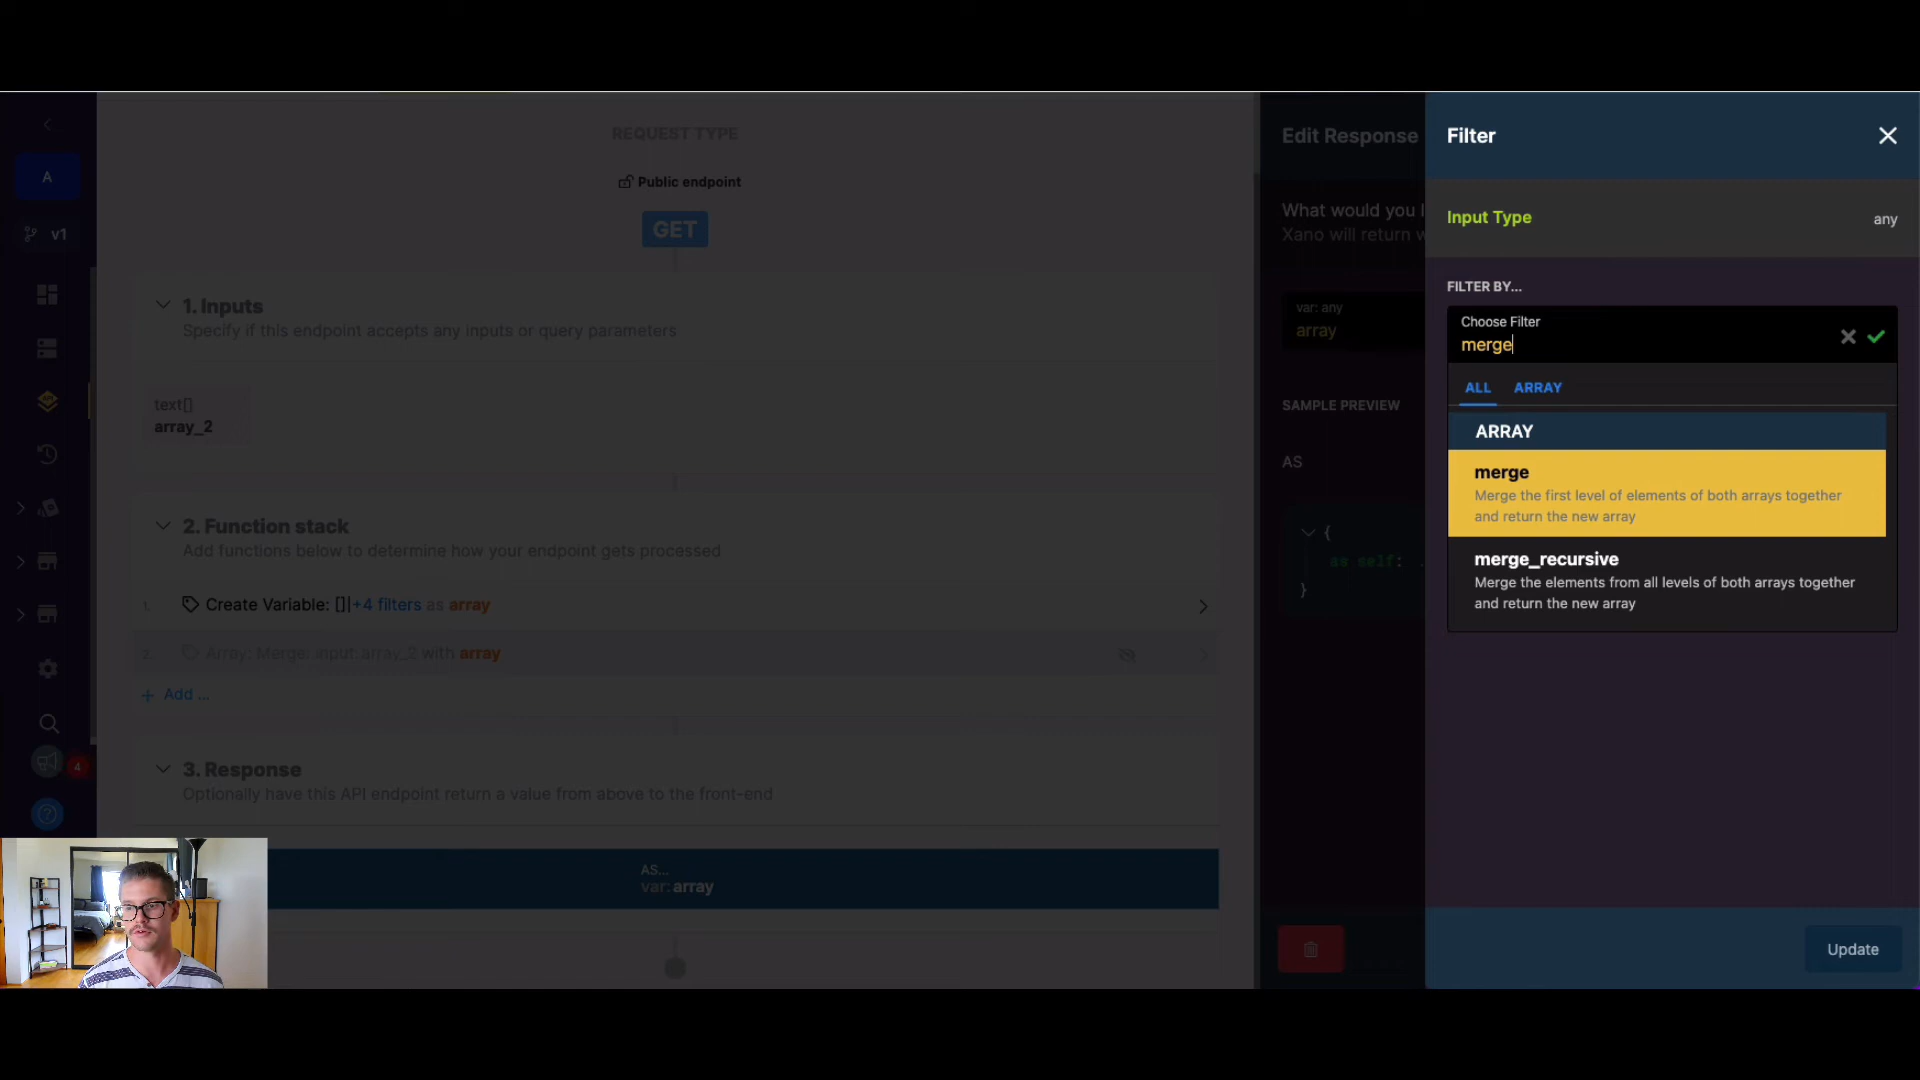 A
v1
4
REQUEST TYPE
Public endpoint
GET
1. Inputs
Specify if this endpoint accepts any inputs or query parameters
text[]
array_2
2. Function stack
Add functions below to determine how your endpoint gets processed
1. Create Variable: []|+4 filters as array
2. Array: Merge: input: array_2 with array
+ Add ...
3. Response
Optionally have this API endpoint return a value from above to the front-end
AS...
var: array
Edit Response
What would you l
Xano will return w
var: any
array
SAMPLE PREVIEW
AS
{
as self: .
}
Filter
Input Type
any
FILTER BY...
Choose Filter
merge
ALL ARRAY
ARRAY
merge
Merge the first level of elements of both arrays together
and return the new array
merge_recursive
Merge the elements from all levels of both arrays together
and return the new array
Update